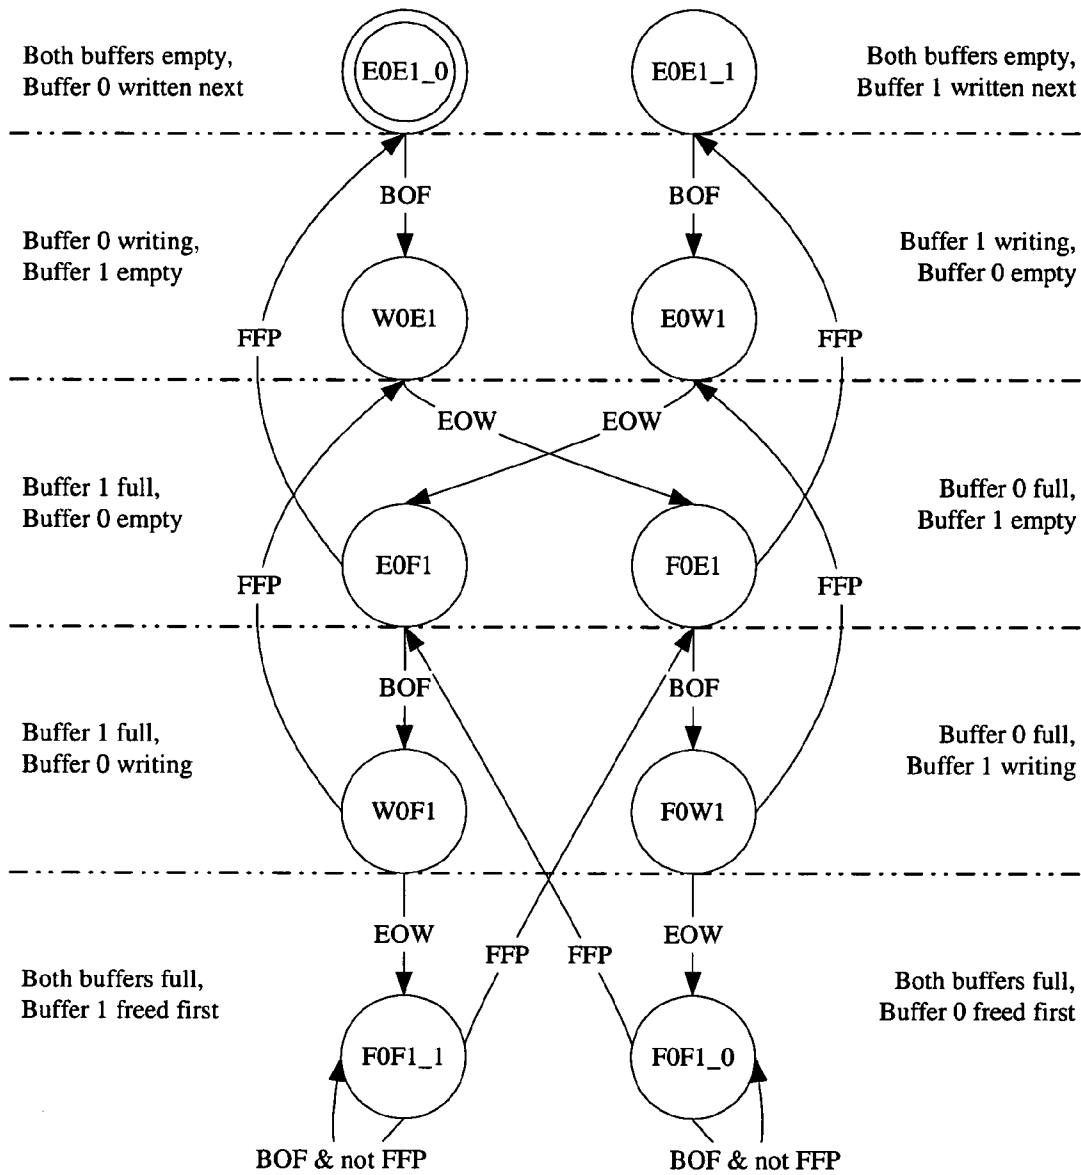 Both buffers empty,
Buffer 0 written next
E0E1_0
E0E1_1
Both buffers empty,
Buffer 1 written next
BOF
BOF
Buffer 0 writing,
Buffer 1 empty
Buffer 1 writing,
Buffer 0 empty
W0E1
E0W1
FFP
FFP
EOW
EOW
Buffer 1 full,
Buffer 0 empty
Buffer 0 full,
Buffer 1 empty
E0F1
F0E1
FFP
FFP
BOF
BOF
Buffer 1 full,
Buffer 0 writing
Buffer 0 full,
Buffer 1 writing
W0F1
F0W1
EOW
EOW
FFP
FFP
Both buffers full,
Buffer 1 freed first
Both buffers full,
Buffer 0 freed first
F0F1_1
F0F1_0
BOF & not FFP
BOF & not FFP